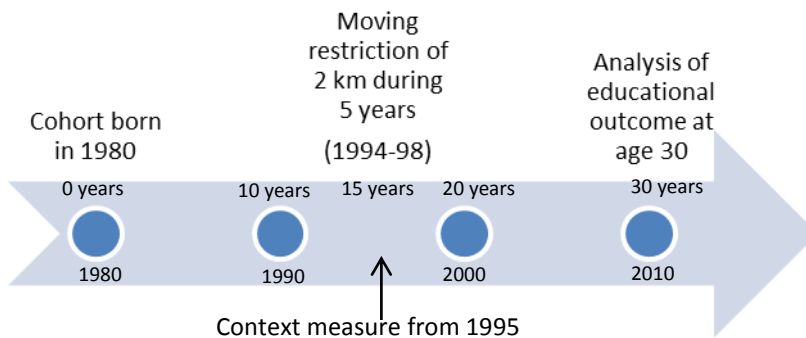 Cohort born
in 1980
Moving
restriction of
2 km during
5 years
(1994-98)
Analysis of
educational
outcome at
age 30
0 years
10 years
15 years
20 years
30 years
1980
1990
2000
2010
Context measure from 1995